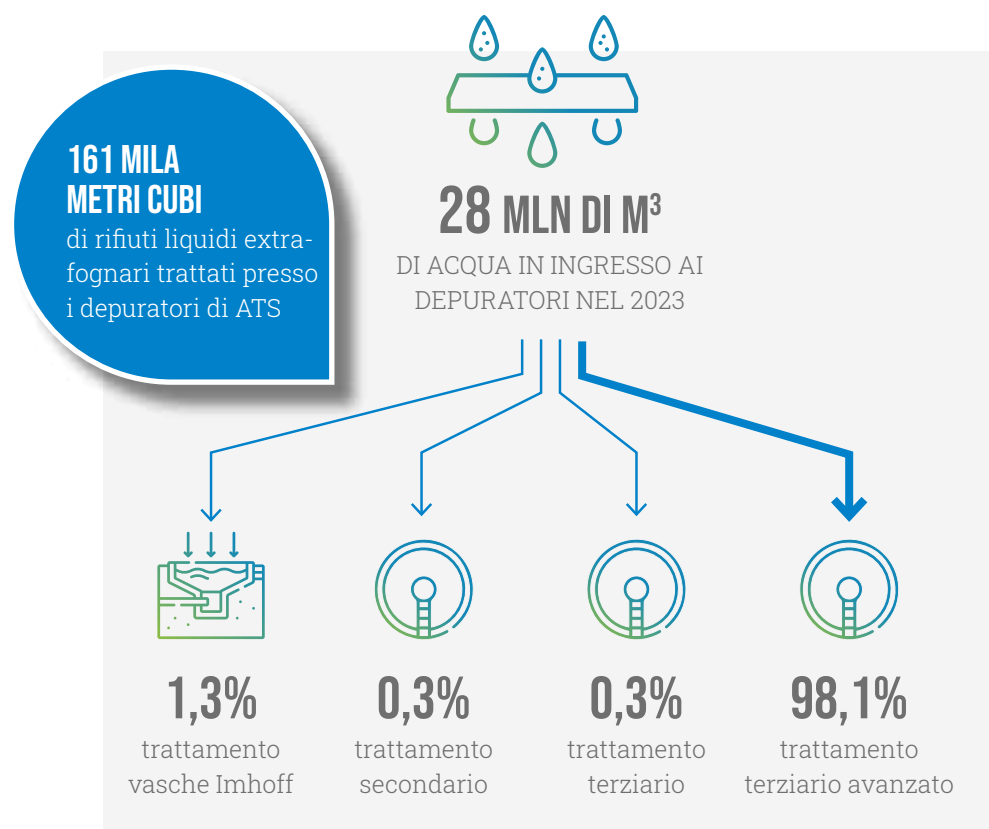 161 MILA
METRI CUBI
di rifiuti liquidi extra-
fognari trattati presso
i depuratori di ATS
28 MLN DI M³
DI ACQUA IN INGRESSO AI
DEPURATORI NEL 2023
1,3%
trattamento
vasche Imhoff
0,3%
trattamento
secondario
0,3%
trattamento
terziario
98,1%
trattamento
terziario avanzato